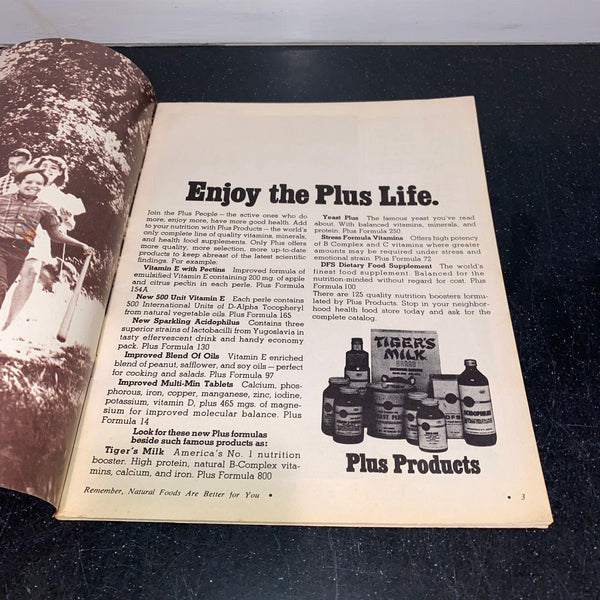 Enjoy the Plus Life.
Join the Plus People – the active ones who do
more, enjoy more, have more good health. Add
to your nutrition with Plus Products – the world's
only complete line of quality vitamins, minerals,
and health food supplements. Only Plus offers
more quality, more selection, more up-to-date
products to keep abreast of the latest scientific
findings. For example:
Vitamin E with Pectins Improved formula of
emulsified Vitamin E containing 200 mg. of apple
and citrus pectin in each perle. Plus Formula
154A
New 500 Unit Vitamin E Each perle contains
500 International Units of D-Alpha Tocopheryl
from natural vegetable oils. Plus Formula 165
New Sparkling Acidophilus Contains three
superior strains of lactobacilli from Yugoslavia in
tasty effervescent drink and handy economy
pack. Plus Formula 130
Improved Blend Of Oils Vitamin E enriched
blend of peanut, safflower, and soy oils – perfect
for cooking and salads. Plus Formula 97
Improved Multi-Min Tablets Calcium, phos-
phorous, iron, copper, manganese, zinc, iodine,
potassium, vitamin D, plus 465 mgs. of magne-
sium for improved molecular balance. Plus
Formula 14
Look for these new Plus formulas
beside such famous products as:
Tiger's Milk America's No. 1 nutrition
booster. High protein, natural B-Complex vita-
mins, calcium, and iron. Plus Formula 800
Yeast Plus The famous yeast you've read
about. With balanced vitamins, minerals, and
protein. Plus Formula 250
Stress Formula Vitamins Offers high potency
of B Complex and C vitamins where greater
amounts may be required under stress and
emotional strain. Plus Formula 72
DFS Dietary Food Supplement The world's
finest food supplement. Balanced for the
nutrition-minded without regard for cost. Plus
Formula 100
There are 125 quality nutrition boosters formu-
lated by Plus Products. Stop in your neighbor-
hood health food store today and ask for the
complete catalog.
TIGER'S
MILK
Plus Products
Remember, Natural Foods Are Better for You •
• 3